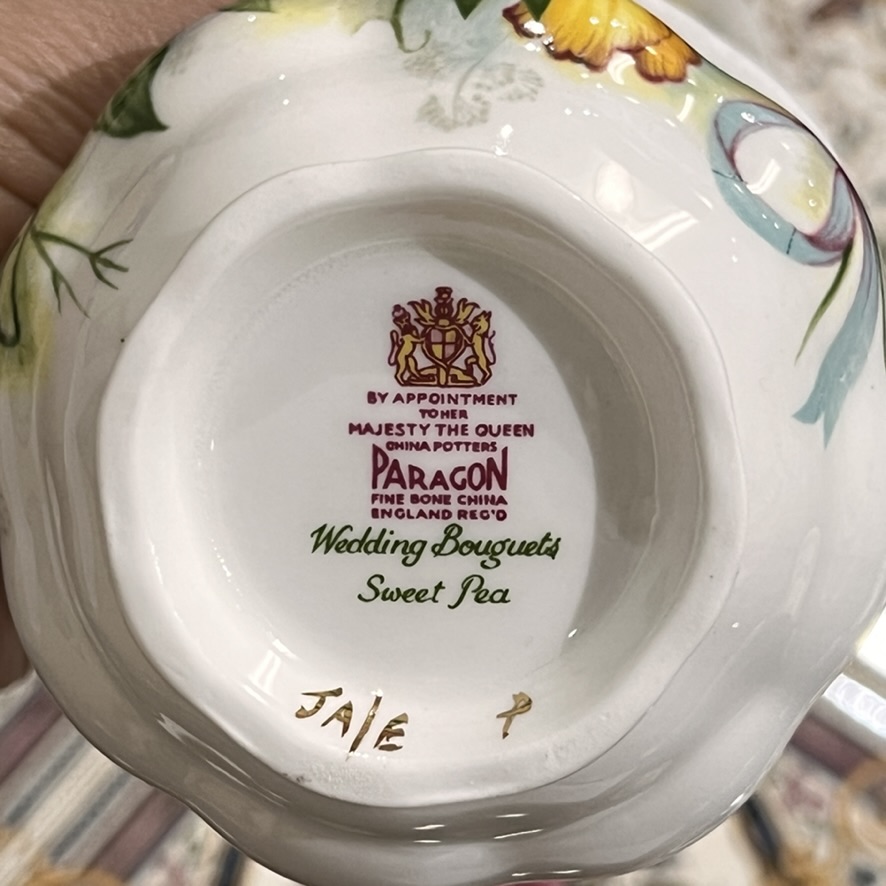 BY APPOINTMENT
TO HER
MAJESTY THE QUEEN
CHINA POTTERS
PARAGON
FINE BONE CHINA
ENGLAND REG'D
Wedding Bouquets
Sweet Pea
JA/E P